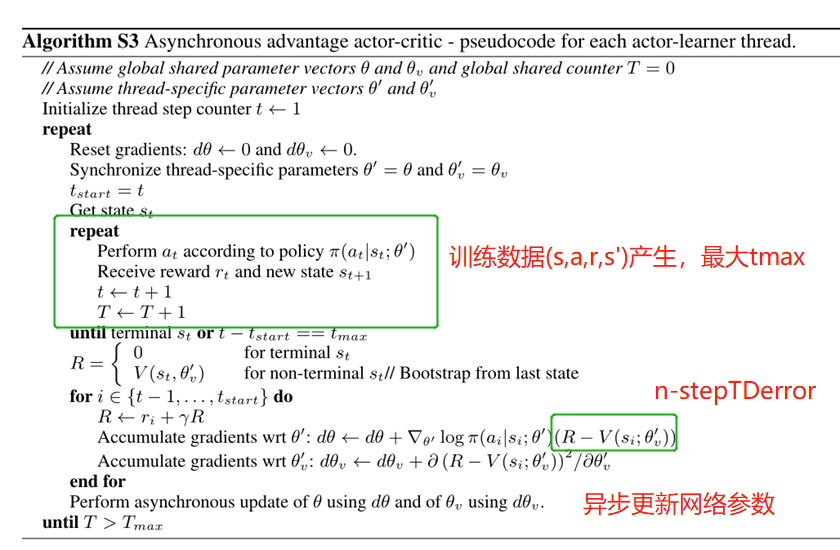 Algorithm S3 Asynchronous advantage actor-critic - pseudocode for each actor-learner thread.
// Assume global shared parameter vectors θ and θ_v and global shared counter T = 0
// Assume thread-specific parameter vectors θ′ and θ′_v
Initialize thread step counter t ← 1
repeat
Reset gradients: dθ ← 0 and dθ_v ← 0.
Synchronize thread-specific parameters θ′ = θ and θ′_v = θ_v
t_start = t
Get state s_t
repeat
Perform a_t according to policy π(a_t|s_t; θ′)
Receive reward r_t and new state s_{t+1}
t ← t + 1
T ← T + 1
训练数据(s,a,r,s')产生，最大tmax
until terminal s_t or t − t_start == t_max
R = { 0 for terminal s_t
V(s_t, θ′_v) for non-terminal s_t// Bootstrap from last state
for i ∈ {t − 1, . . . , t_start} do
n-stepTDerror
R ← r_i + γR
Accumulate gradients wrt θ′: dθ ← dθ + ∇_θ′ log π(a_i|s_i; θ′)(R − V(s_i; θ′_v))
Accumulate gradients wrt θ′_v: dθ_v ← dθ_v + ∂ (R − V(s_i; θ′_v))²/∂θ′_v
end for
Perform asynchronous update of θ using dθ and of θ_v using dθ_v.
异步更新网络参数
until T > T_max